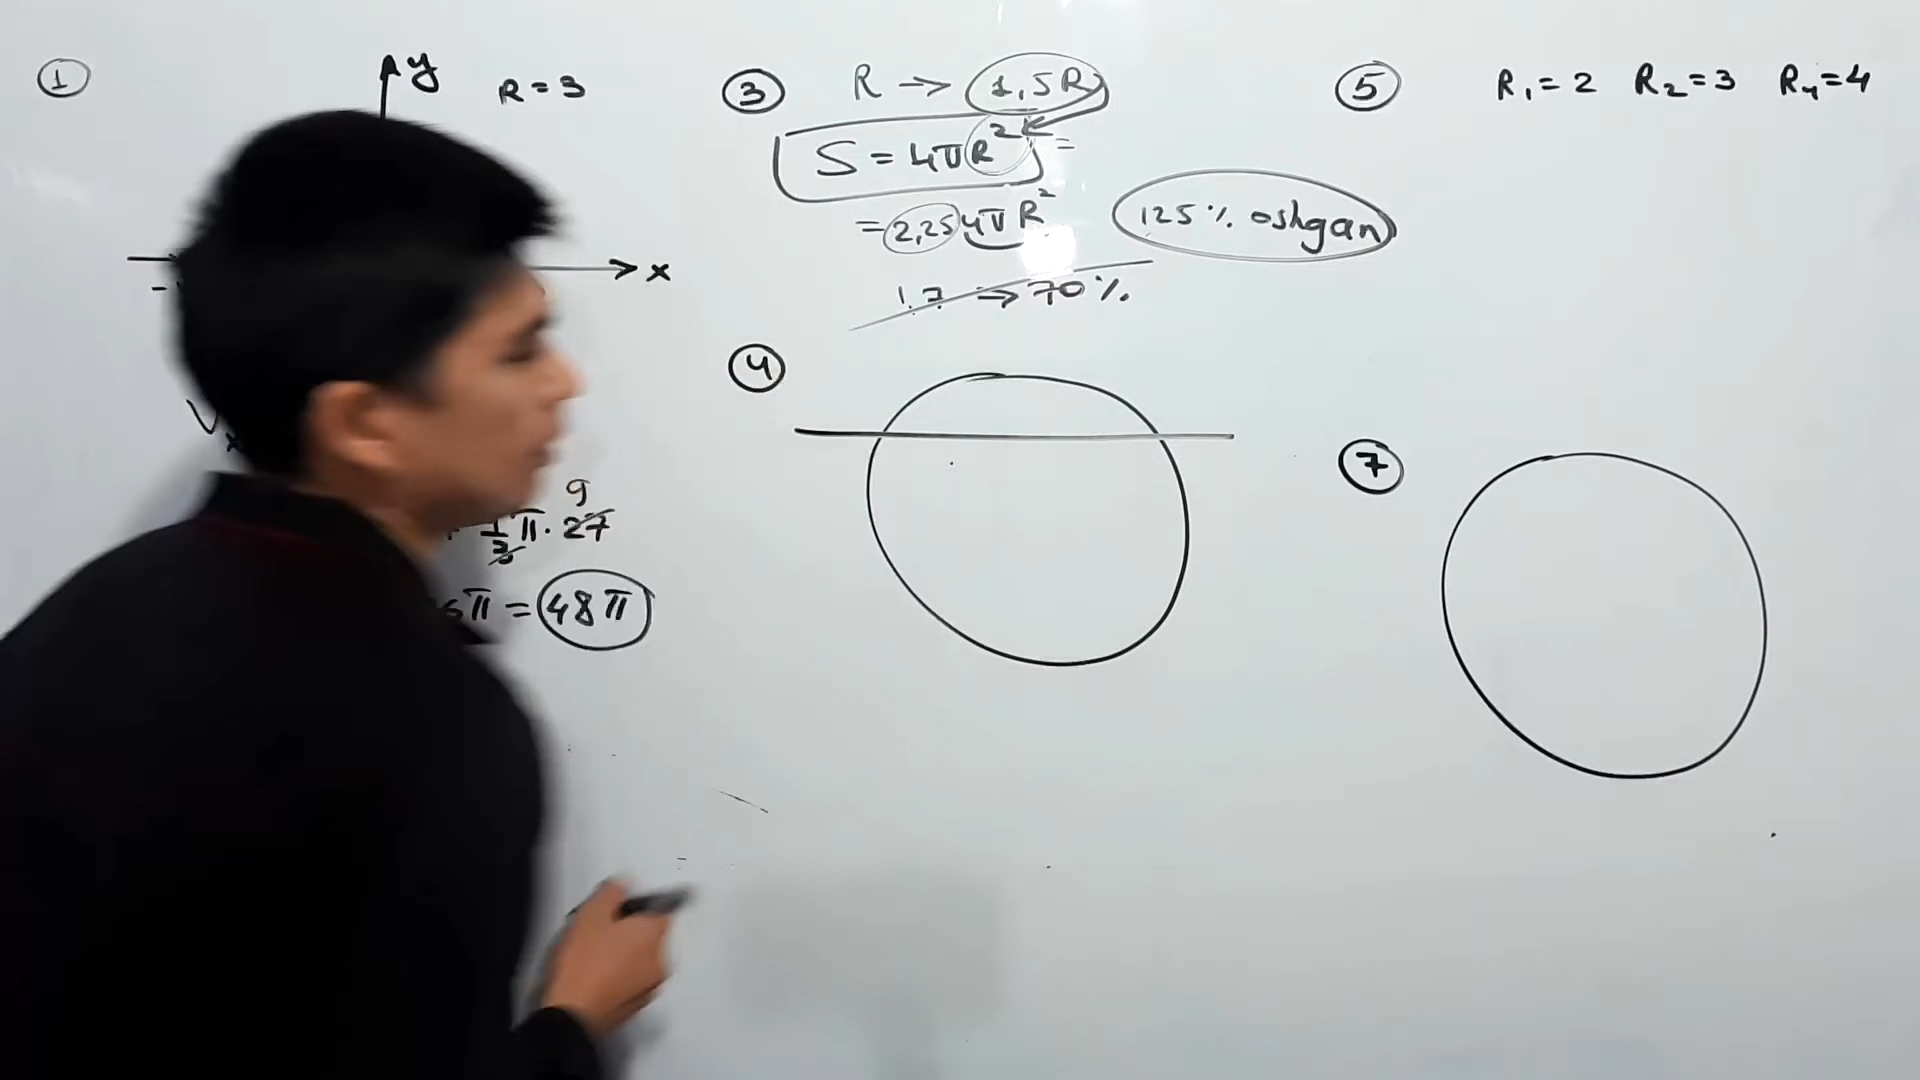 ①
y
R = 3
x
-
9
1/3 π · 27
π = 48π
③ R → 1,5R
S = 4πR² =
= 2,25 4πR²
125% oshgan
1.7 → 70%
④
⑤ R₁=2 R₂=3 R₄=4
⑦